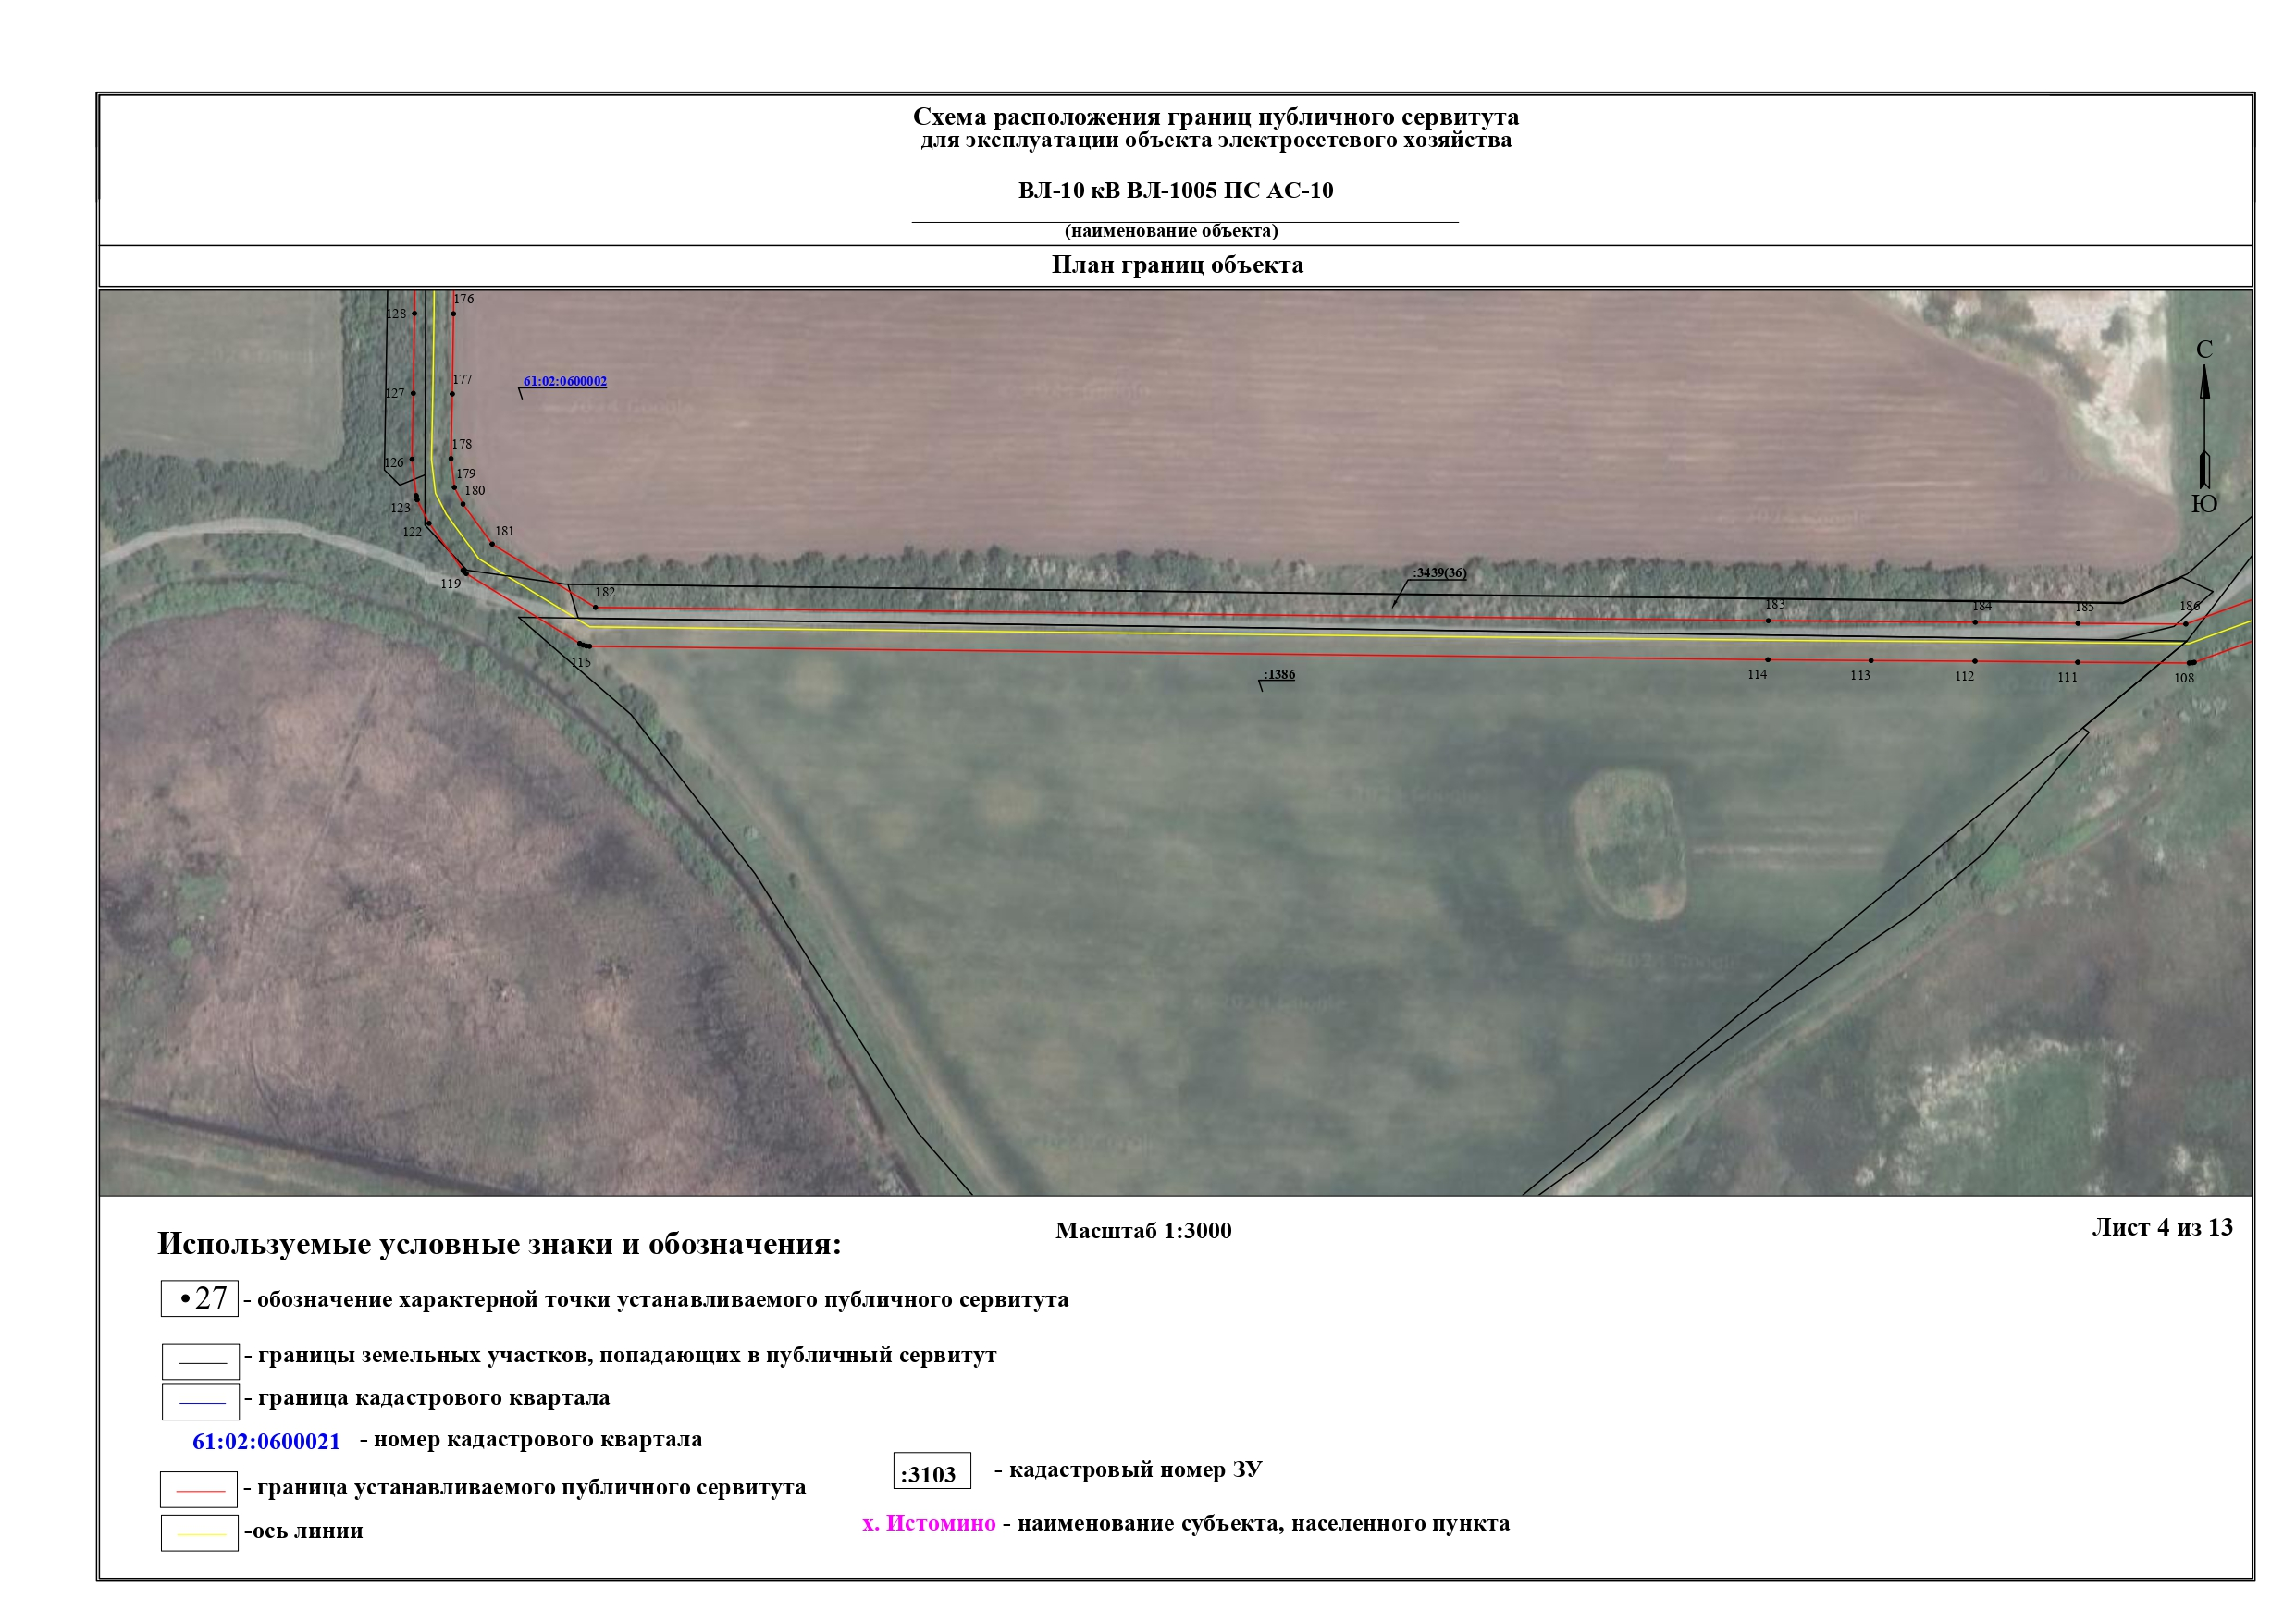 Схема расположения границ публичного сервитута
для эксплуатации объекта электросетевого хозяйства
ВЛ-10 кВ ВЛ-1005 ПС АС-10
(наименование объекта)
План границ объекта
176
128
С
177
61:02:0600002
127
178
126
179
180
Ю
123
122
181
:3439(36)
119
182
183
184
185
186
115
:1386
114
113
112
111
108
Масштаб 1:3000
Лист 4 из 13
Используемые условные знаки и обозначения:
•27 - обозначение характерной точки устанавливаемого публичного сервитута
- границы земельных участков, попадающих в публичный сервитут
- граница кадастрового квартала
61:02:0600021 - номер кадастрового квартала
:3103 - кадастровый номер ЗУ
- граница устанавливаемого публичного сервитута
х. Истомино - наименование субъекта, населенного пункта
-ось линии